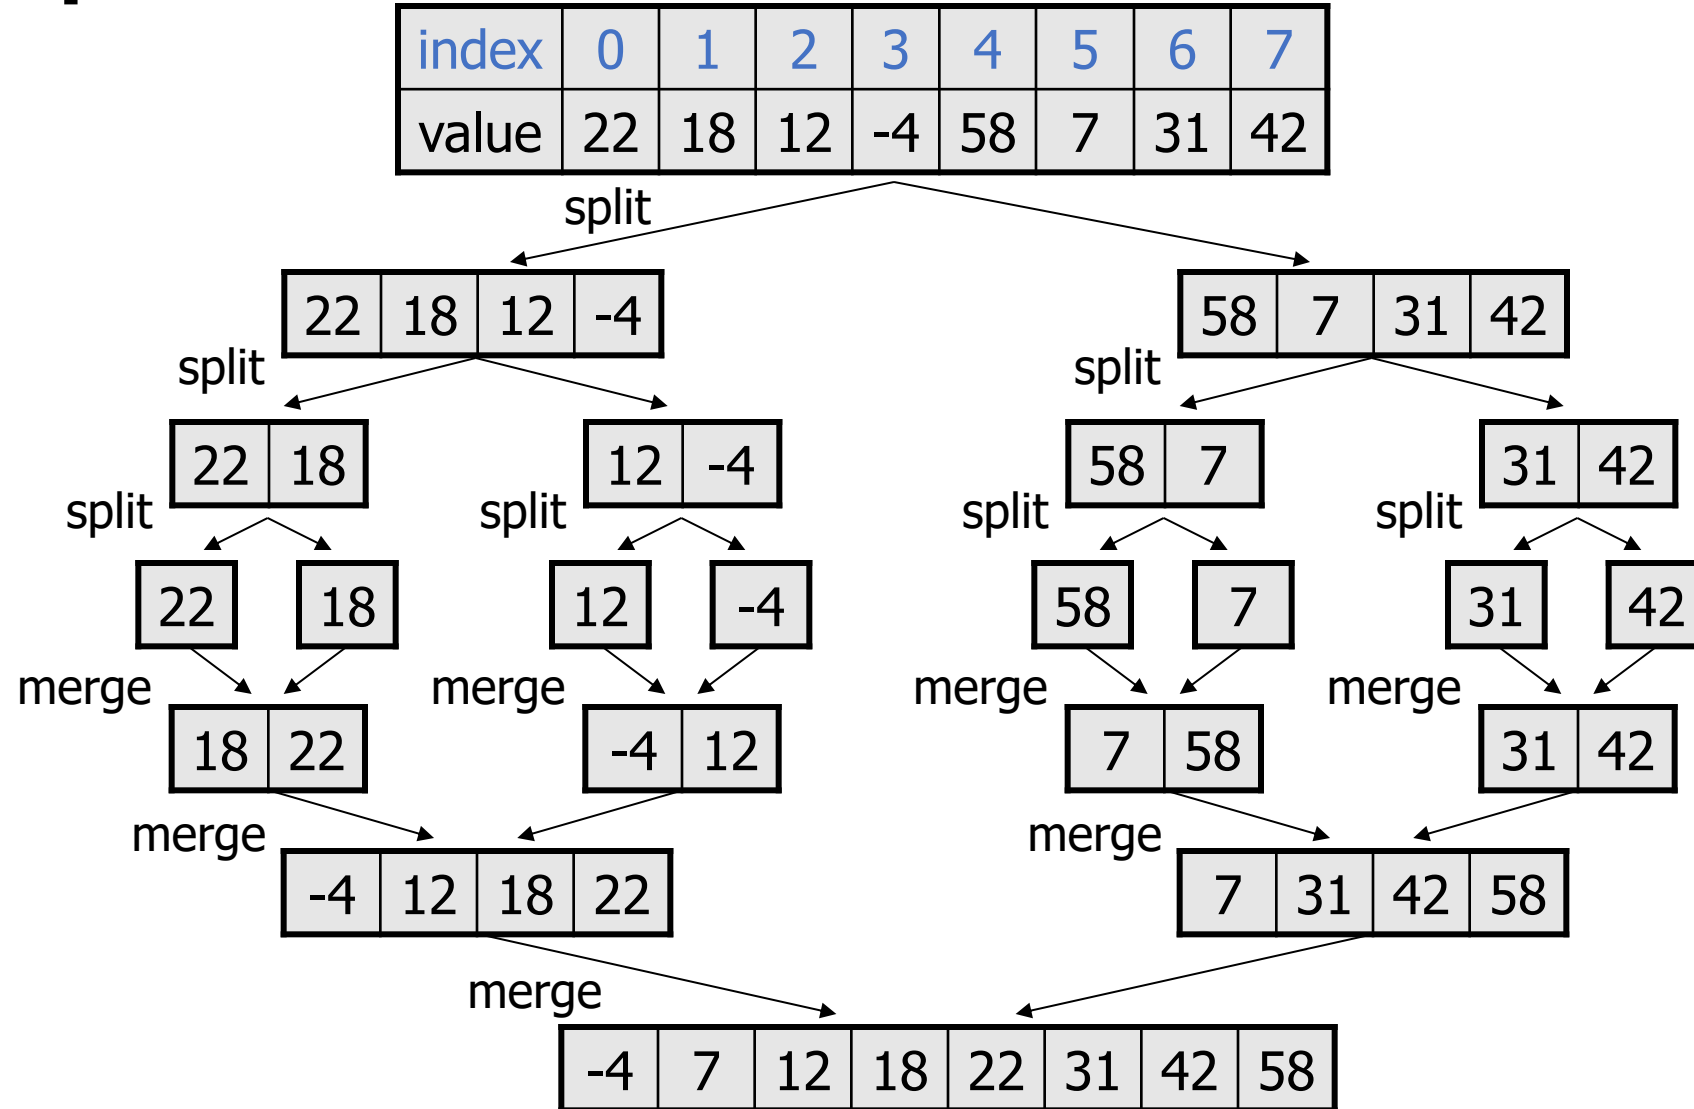 index 0 1 2 3 4 5 6 7
value 22 18 12 -4 58 7 31 42
split
22 18 12 -4 58 7 31 42
split split
22 18 12 -4 58 7 31 42
split split split split
22 18 12 -4 58 7 31 42
merge merge merge merge
18 22 -4 12 7 58 31 42
merge merge
-4 12 18 22 7 31 42 58
merge
-4 7 12 18 22 31 42 58